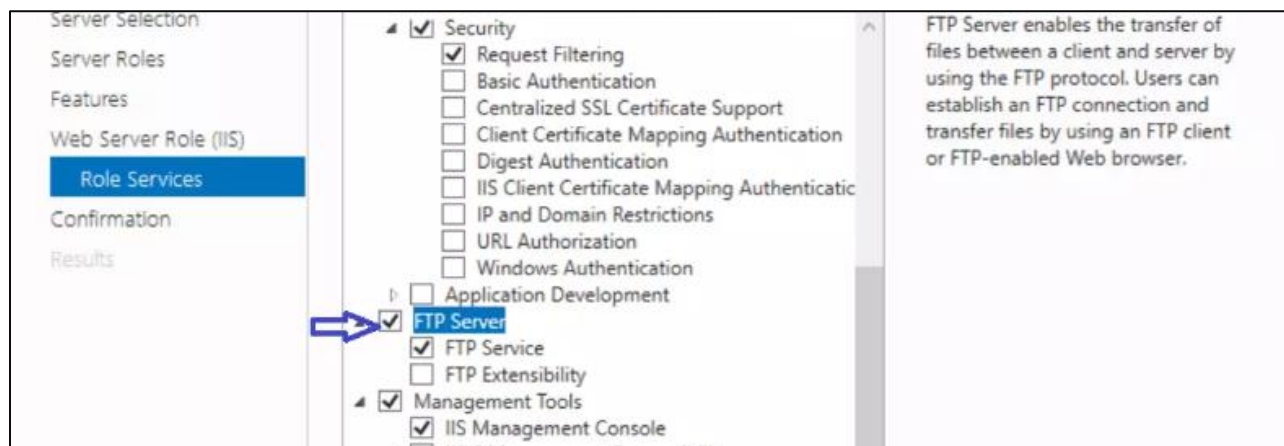 Server Selection
Server Roles
Features
Web Server Role (IIS)
Role Services
Confirmation
Results
Security
Request Filtering
Basic Authentication
Centralized SSL Certificate Support
Client Certificate Mapping Authentication
Digest Authentication
IIS Client Certificate Mapping Authenticatic
IP and Domain Restrictions
URL Authorization
Windows Authentication
Application Development
FTP Server
FTP Service
FTP Extensibility
Management Tools
IIS Management Console
FTP Server enables the transfer of
files between a client and server by
using the FTP protocol. Users can
establish an FTP connection and
transfer files by using an FTP client
or FTP-enabled Web browser.